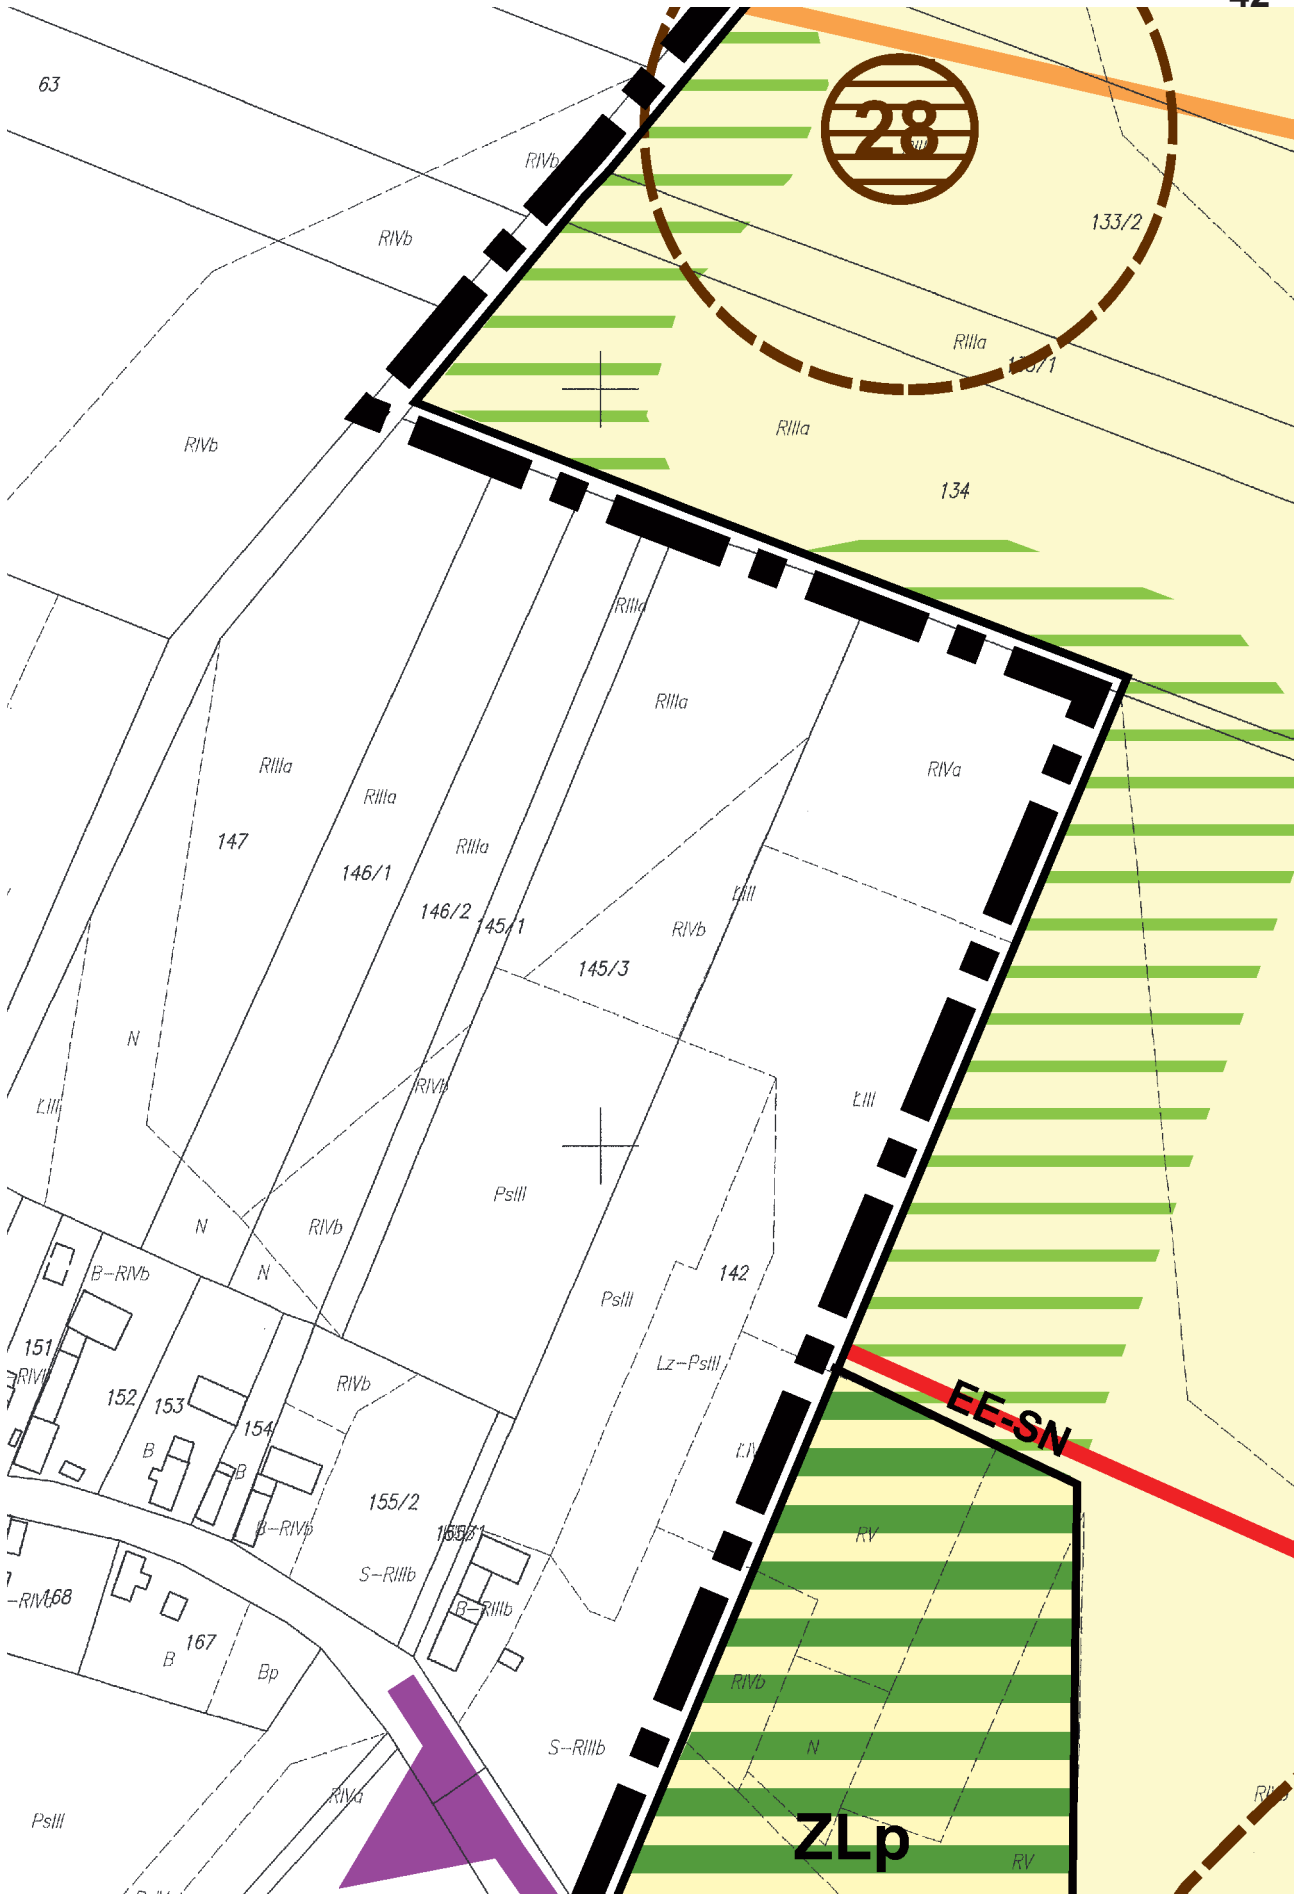 42
63
28
RIVb
133/2
RIVb
RIIIa
RIIIa
RIVb
134
RIIIa
RIIIa
RIVa
RIIIa
RIIIa
147
RIIIa
146/1
ŁIII
146/2
145/1
RIVb
145/3
N
RIVb
ŁIII
ŁIII
PsIII
N
RIVb
B-RIVb
N
142
PsIII
151
Lz-PsIII
RIVb
152
153
EE-SN
154
B
B
155/2
RV
B-RIVb
S-RIIIb
168
B-RIIIb
167
B
Bp
RIVb
S-RIIIb
N
RIVa
PsIII
ZLp
RV